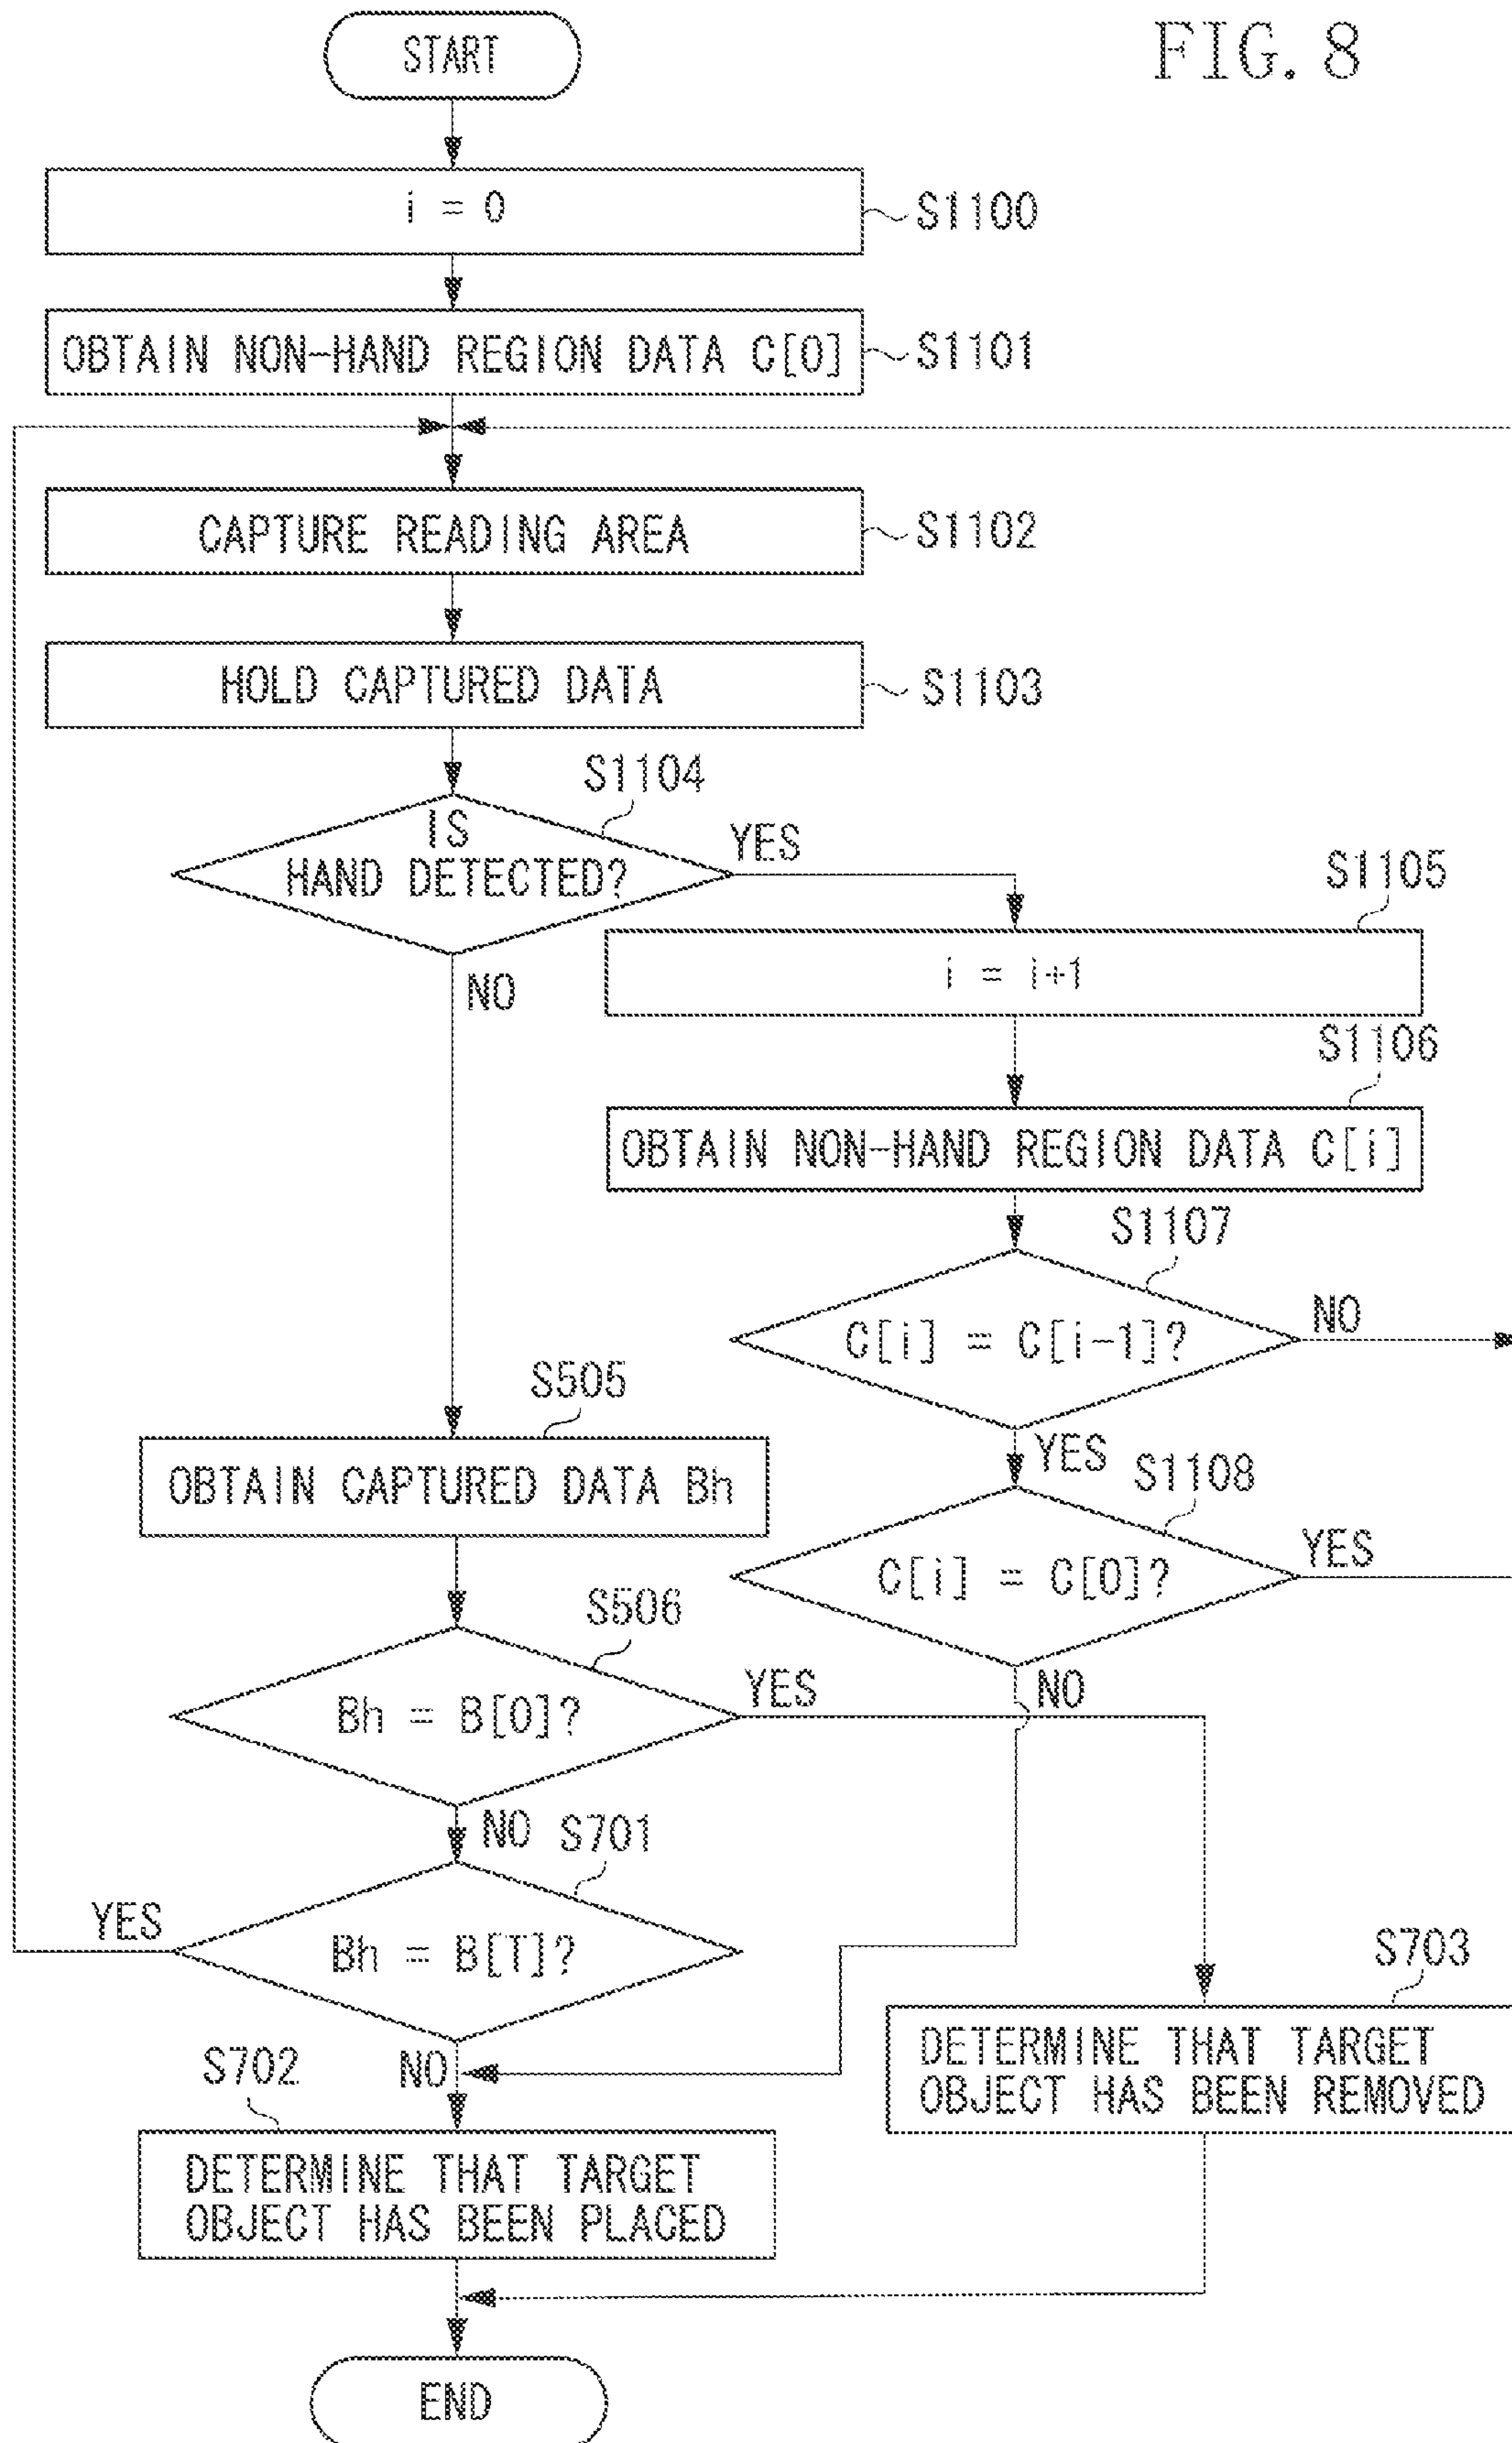 FIG. 8
START
i = 0
S1100
OBTAIN NON-HAND REGION DATA C[0]
S1101
CAPTURE READING AREA
S1102
HOLD CAPTURED DATA
S1103
S1104
IS
HAND DETECTED?
YES
NO
S1105
i = i+1
S1106
OBTAIN NON-HAND REGION DATA C[i]
S1107
C[i] = C[i-1]?
NO
YES
S1108
C[i] = C[0]?
YES
NO
S505
OBTAIN CAPTURED DATA Bh
S506
Bh = B[0]?
YES
NO
S701
Bh = B[T]?
YES
NO
S703
DETERMINE THAT TARGET
OBJECT HAS BEEN REMOVED
S702
DETERMINE THAT TARGET
OBJECT HAS BEEN PLACED
END